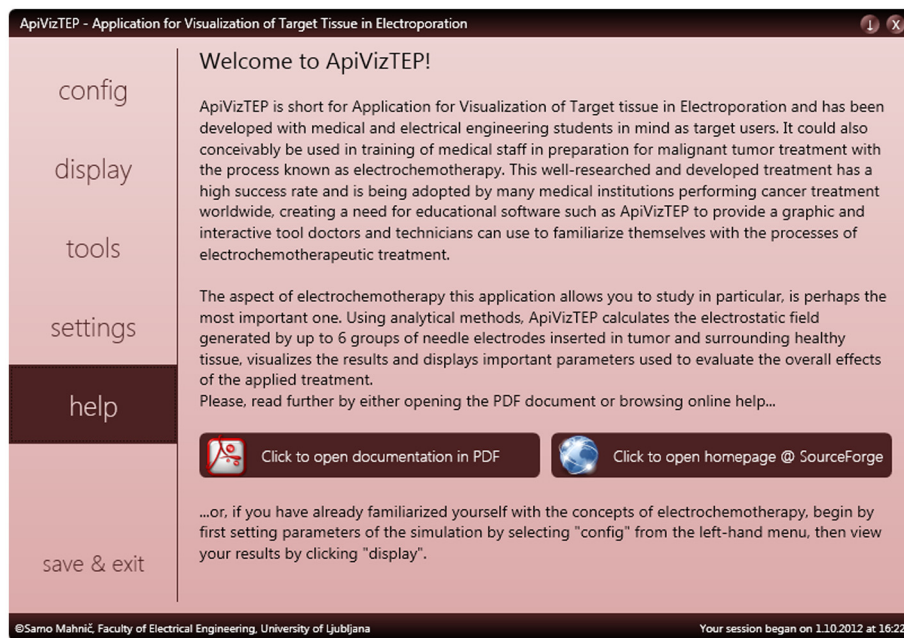 ApiVizTEP - Application for Visualization of Target Tissue in Electroporation
X
config
display
tools
settings
help
save & exit
Welcome to ApiVizTEP!
ApiVizTEP is short for Application for Visualization of Target tissue in Electroporation and has been
developed with medical and electrical engineering students in mind as target users. It could also
conceivably be used in training of medical staff in preparation for malignant tumor treatment with
the process known as electrochemotherapy. This well-researched and developed treatment has a
high success rate and is being adopted by many medical institutions performing cancer treatment
worldwide, creating a need for educational software such as ApiVizTEP to provide a graphic and
interactive tool doctors and technicians can use to familiarize themselves with the processes of
electrochemotherapeutic treatment.
The aspect of electrochemotherapy this application allows you to study in particular, is perhaps the
most important one. Using analytical methods, ApiVizTEP calculates the electrostatic field
generated by up to 6 groups of needle electrodes inserted in tumor and surrounding healthy
tissue, visualizes the results and displays important parameters used to evaluate the overall effects
of the applied treatment.
Please, read further by either opening the PDF document or browsing online help...
Click to open documentation in PDF
Click to open homepage @ SourceForge
...or, if you have already familiarized yourself with the concepts of electrochemotherapy, begin by
first setting parameters of the simulation by selecting "config" from the left-hand menu, then view
your results by clicking "display".
©Samo Mahnič, Faculty of Electrical Engineering, University of Ljubljana
Your session began on 1.10.2012 at 16:22